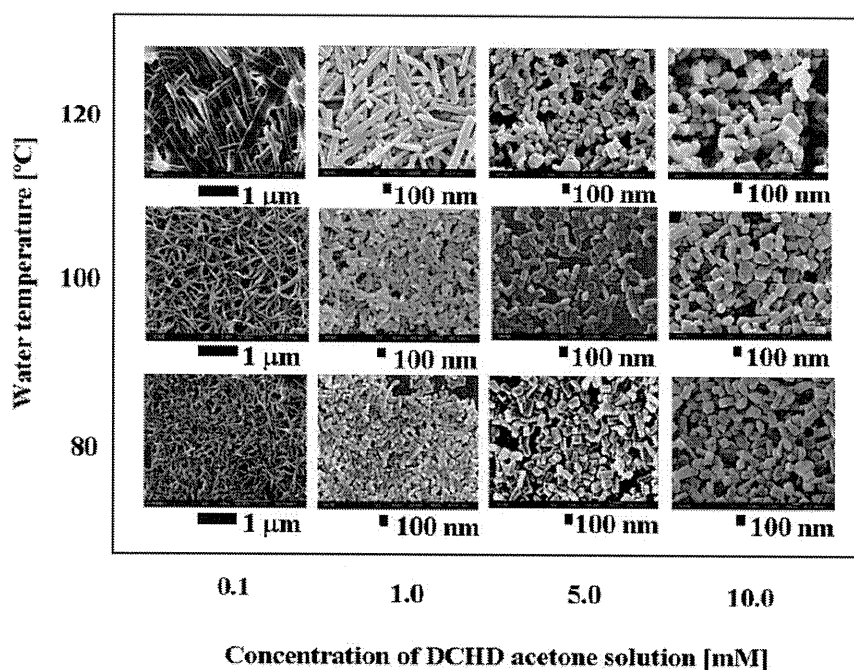 120
1 μm
100 nm
100 nm
100 nm
Water temperature [°C]
100
1 μm
100 nm
100 nm
100 nm
80
1 μm
100 nm
100 nm
100 nm
0.1
1.0
5.0
10.0
Concentration of DCHD acetone solution [mM]